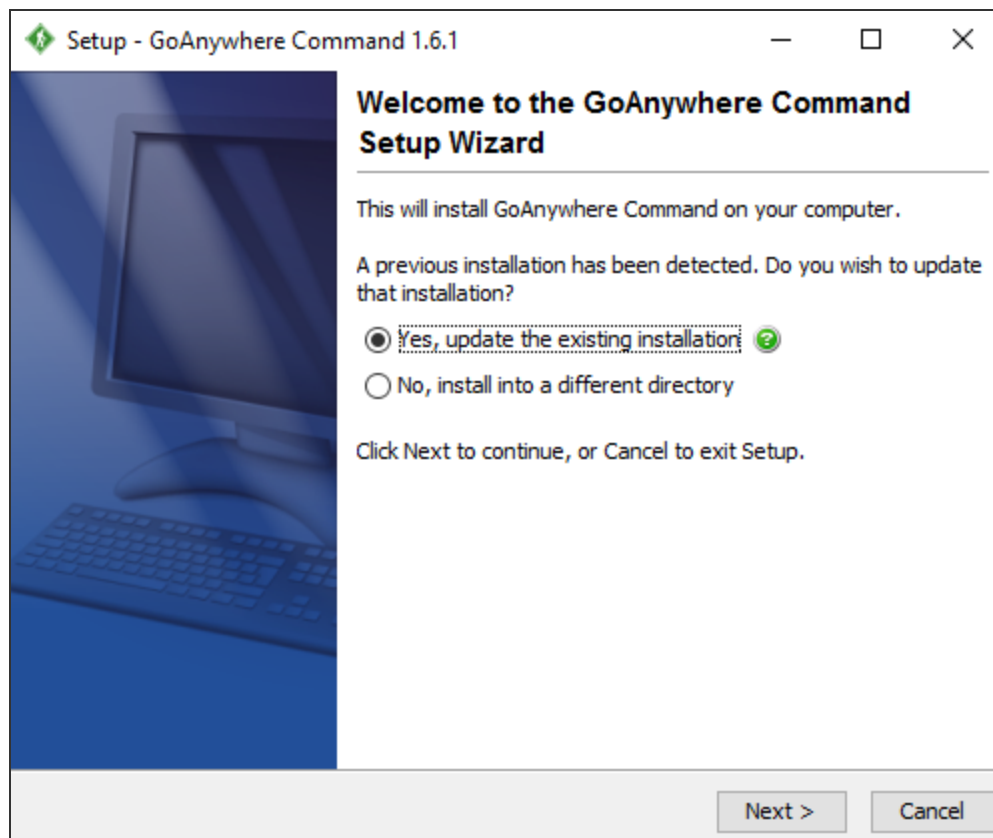 Setup - GoAnywhere Command 1.6.1
Welcome to the GoAnywhere Command
Setup Wizard
This will install GoAnywhere Command on your computer.
A previous installation has been detected. Do you wish to update
that installation?
Yes, update the existing installation
No, install into a different directory
Click Next to continue, or Cancel to exit Setup.
Next >
Cancel